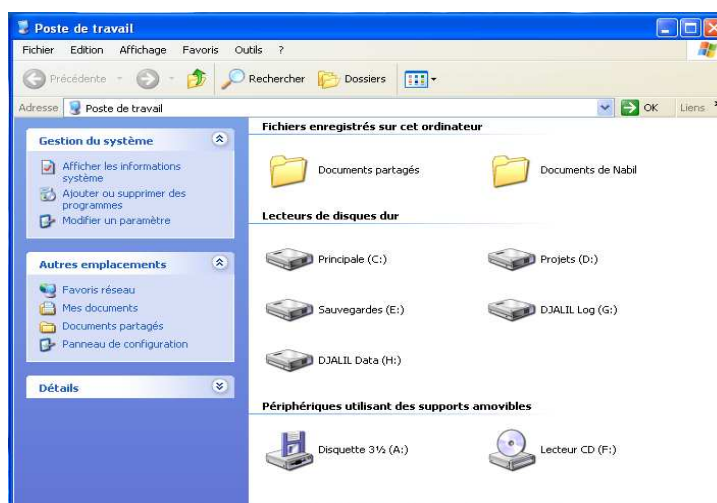 Poste de travail
Fichier Edition Affichage Favoris Outils ?
Précédente Rechercher Dossiers
Adresse Poste de travail OK Liens
Gestion du système
Afficher les informations
système
Ajouter ou supprimer des
programmes
Modifier un paramètre
Autres emplacements
Favoris réseau
Mes documents
Documents partagés
Panneau de configuration
Détails
Fichiers enregistrés sur cet ordinateur
Documents partagés Documents de Nabil
Lecteurs de disques dur
Principale (C:) Projets (D:)
Sauvegardes (E:) DJALIL Log (G:)
DJALIL Data (H:)
Périphériques utilisant des supports amovibles
Disquette 3½ (A:) Lecteur CD (F:)